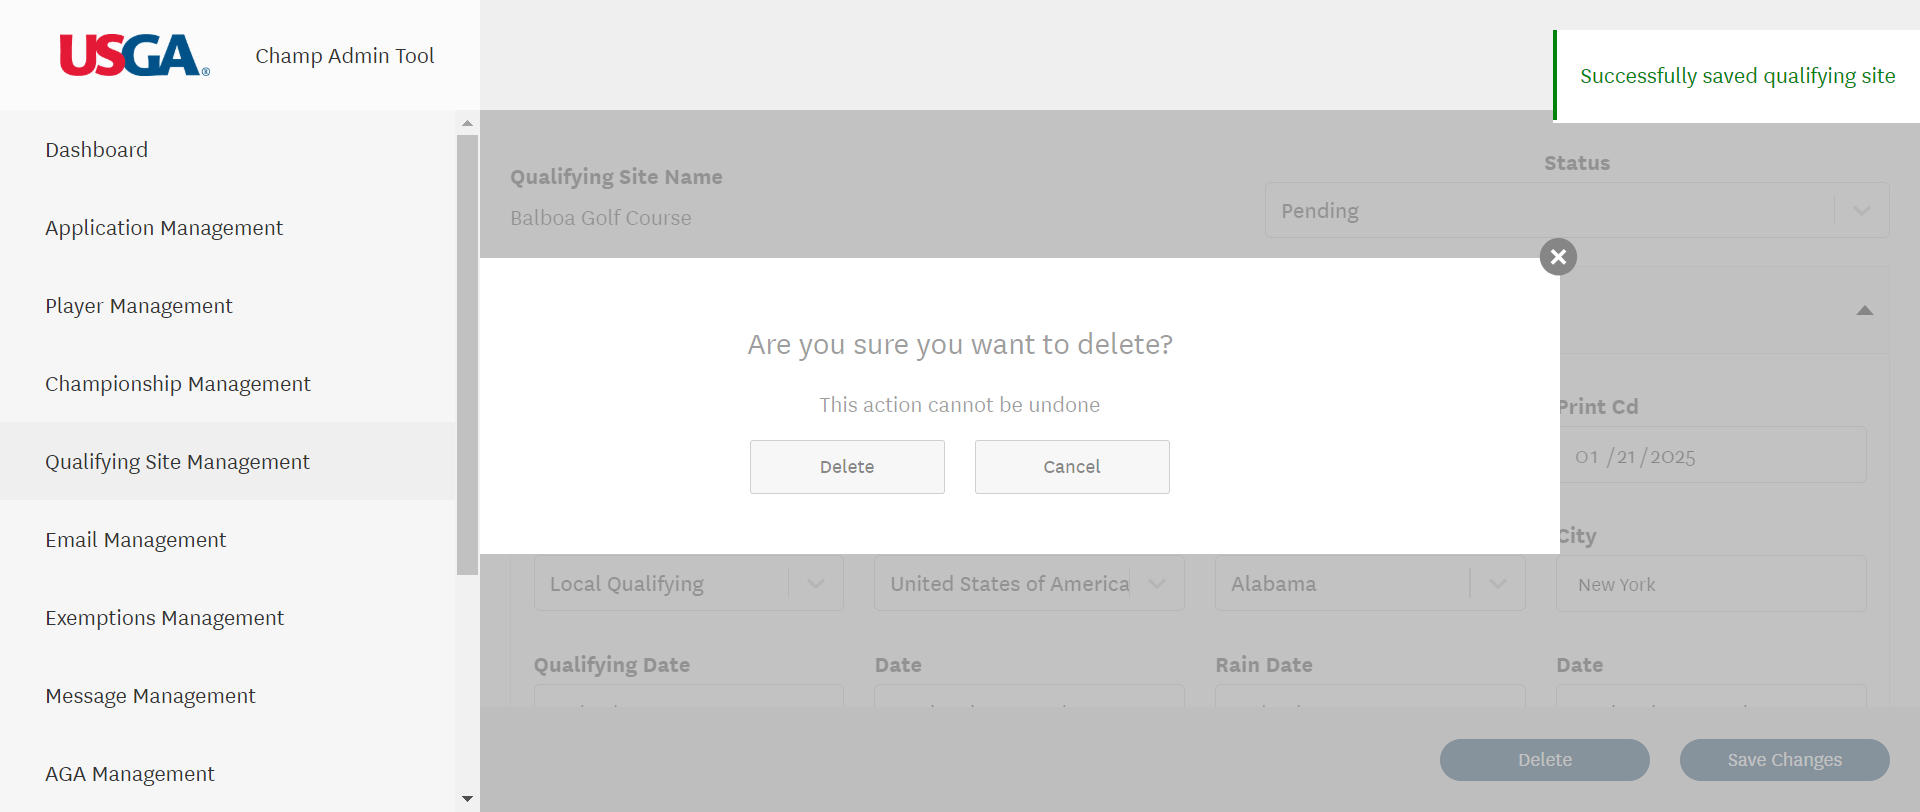 USGA®
Champ Admin Tool
Successfully saved qualifying site
Dashboard
Application Management
Player Management
Championship Management
Qualifying Site Management
Email Management
Exemptions Management
Message Management
AGA Management
Qualifying Site Name
Balboa Golf Course
Status
Pending
Are you sure you want to delete?
This action cannot be undone
Delete
Cancel
Print Cd
01 /21 /2025
City
Local Qualifying
United States of America
Alabama
New York
Qualifying Date
Date
Rain Date
Date
Delete
Save Changes